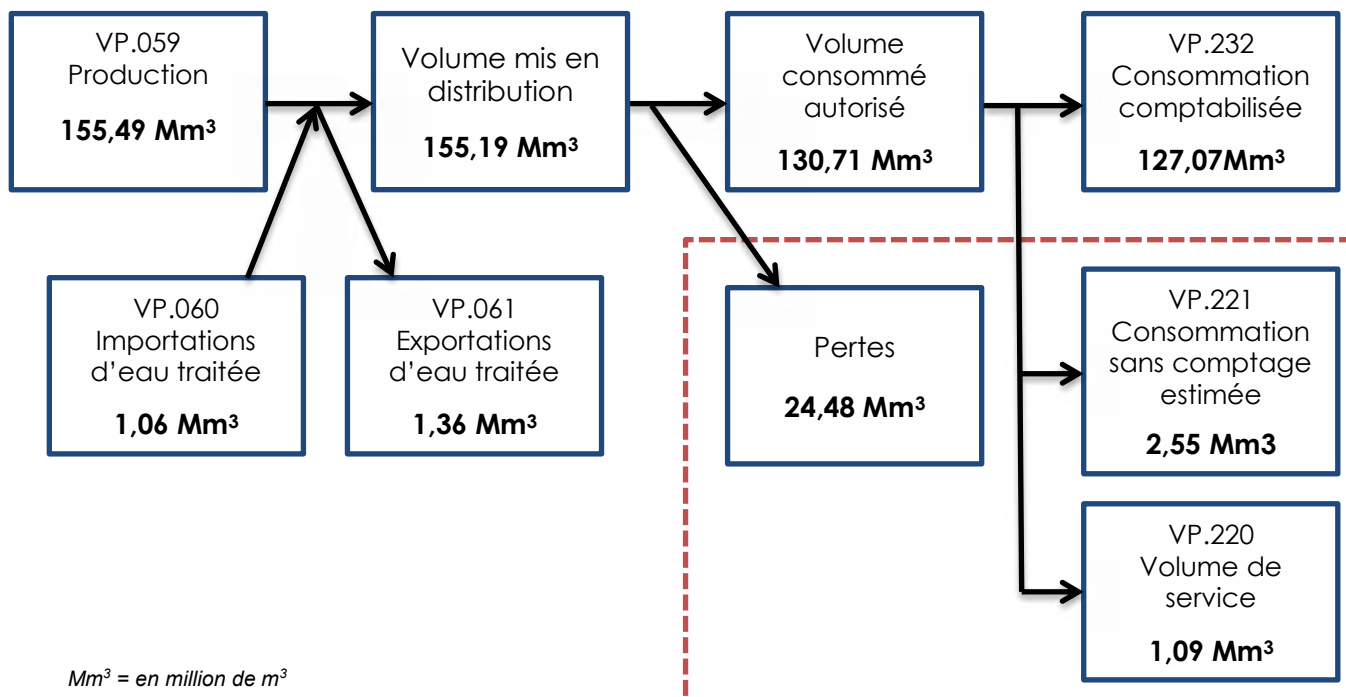 VP.059
Production
155,49 Mm³
Volume mis en
distribution
155,19 Mm³
Volume
consommé
autorisé
130,71 Mm³
VP.232
Consommation
comptabilisée
127,07Mm³
VP.060
Importations
d’eau traitée
1,06 Mm³
VP.061
Exportations
d’eau traitée
1,36 Mm³
Pertes
24,48 Mm³
VP.221
Consommation
sans comptage
estimée
2,55 Mm3
VP.220
Volume de
service
1,09 Mm³
Mm³ = en million de m³